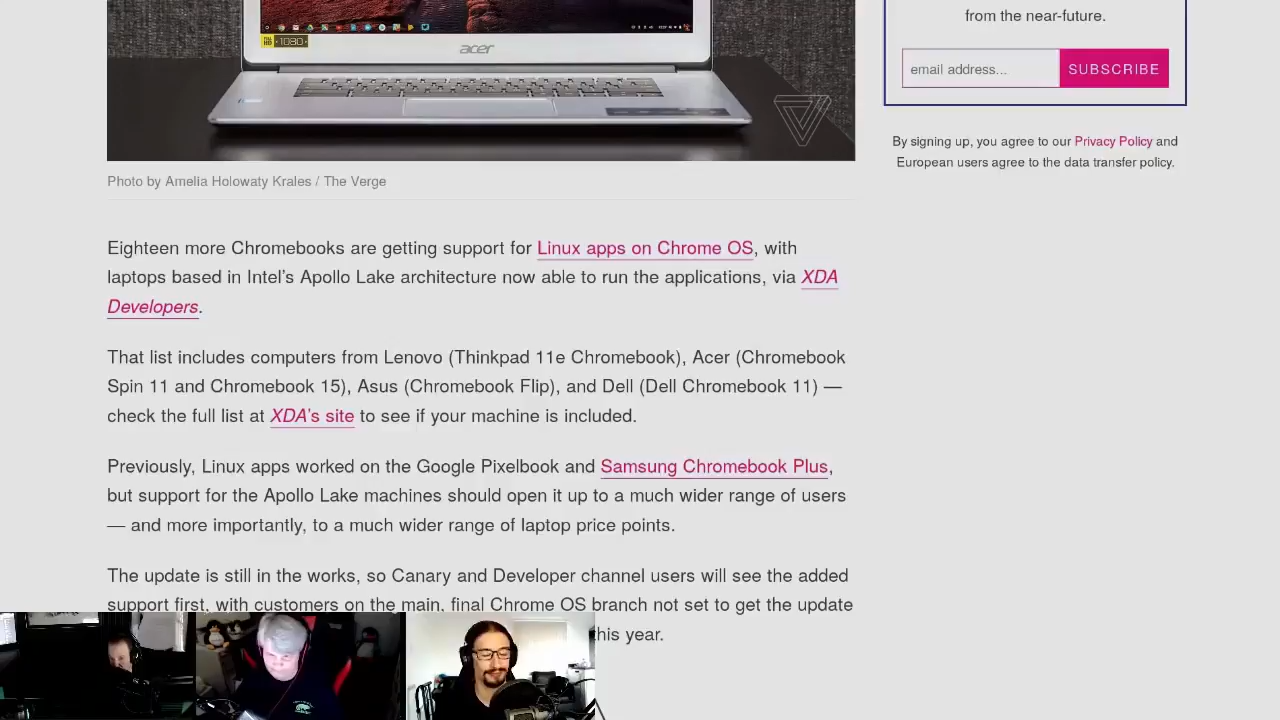 FULL HD 1080
acer
from the near-future.
email address...
SUBSCRIBE
By signing up, you agree to our Privacy Policy and
European users agree to the data transfer policy.
Photo by Amelia Holowaty Krales / The Verge
Eighteen more Chromebooks are getting support for Linux apps on Chrome OS, with
laptops based in Intel's Apollo Lake architecture now able to run the applications, via XDA
Developers.
That list includes computers from Lenovo (Thinkpad 11e Chromebook), Acer (Chromebook
Spin 11 and Chromebook 15), Asus (Chromebook Flip), and Dell (Dell Chromebook 11) —
check the full list at XDA's site to see if your machine is included.
Previously, Linux apps worked on the Google Pixelbook and Samsung Chromebook Plus,
but support for the Apollo Lake machines should open it up to a much wider range of users
— and more importantly, to a much wider range of laptop price points.
The update is still in the works, so Canary and Developer channel users will see the added
support first, with customers on the main, final Chrome OS branch not set to get the update
this year.